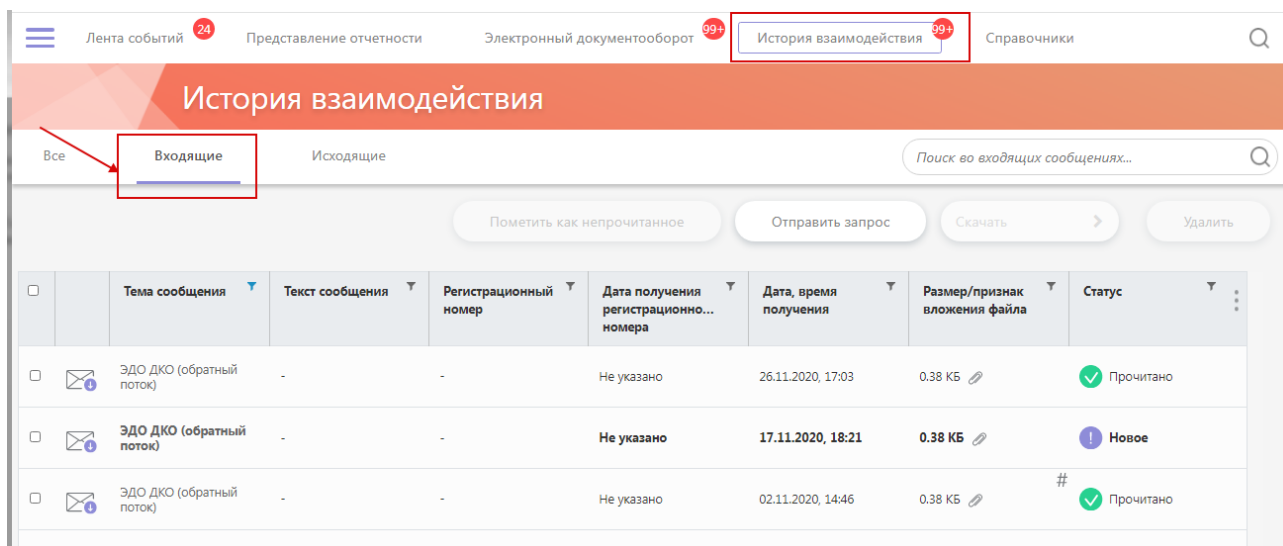 Лента событий 24 Представление отчетности Электронный документооборот 99+ История взаимодействия 99+ Справочники
История взаимодействия
Все Входящие Исходящие Поиск во входящих сообщениях...
Пометить как непрочитанное Отправить запрос Скачать Удалить
Тема сообщения Текст сообщения Регистрационный номер Дата получения регистрационно... номера Дата, время получения Размер/признак вложения файла Статус
ЭДО ДКО (обратный поток) - - Не указано 26.11.2020, 17:03 0.38 КБ Прочитано
ЭДО ДКО (обратный поток) - - Не указано 17.11.2020, 18:21 0.38 КБ Новое
#
ЭДО ДКО (обратный поток) - - Не указано 02.11.2020, 14:46 0.38 КБ Прочитано